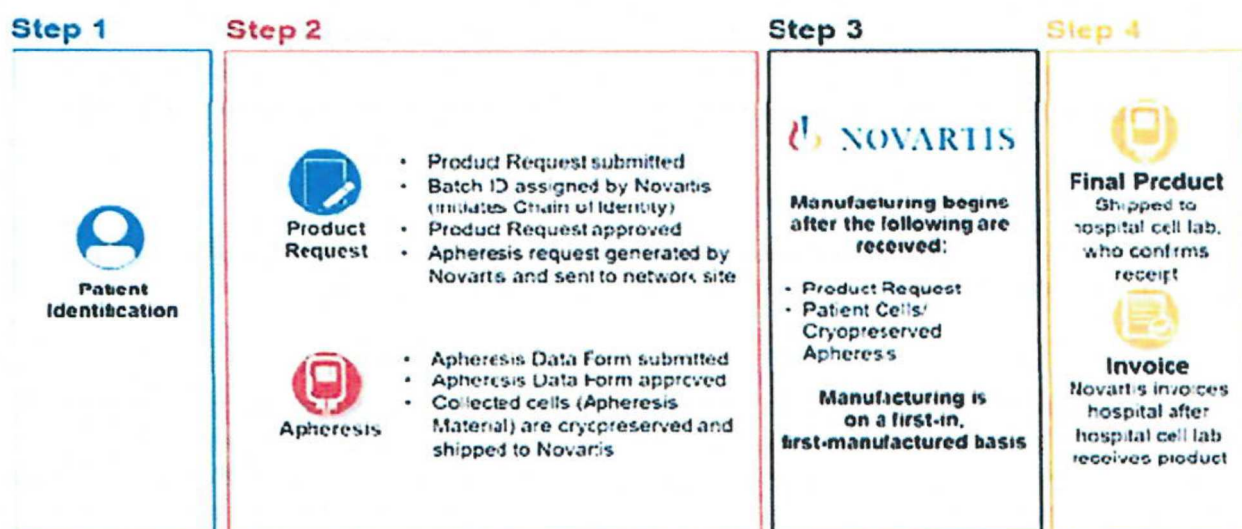 Step 1
Patient
Identification
Step 2
Product
Request
• Product Request submitted
• Batch ID assigned by Novartis
(initiates Chain of Identity)
• Product Request approved
• Apheresis request generated by
Novartis and sent to network site
Apheresis
• Apheresis Data Form submitted
• Apheresis Data Form approved
• Collected cells (Apheresis
Material) are cryopreserved and
shipped to Novartis
Step 3
NOVARTIS
Manufacturing begins
after the following are
received:
• Product Request
• Patient Cells/
Cryopreserved
Apheresis
Manufacturing is
on a first-in,
first-manufactured basis
Step 4
Final Product
Shipped to
hospital cell lab,
who confirms
receipt
Invoice
Novartis invoices
hospital after
hospital cell lab
receives product